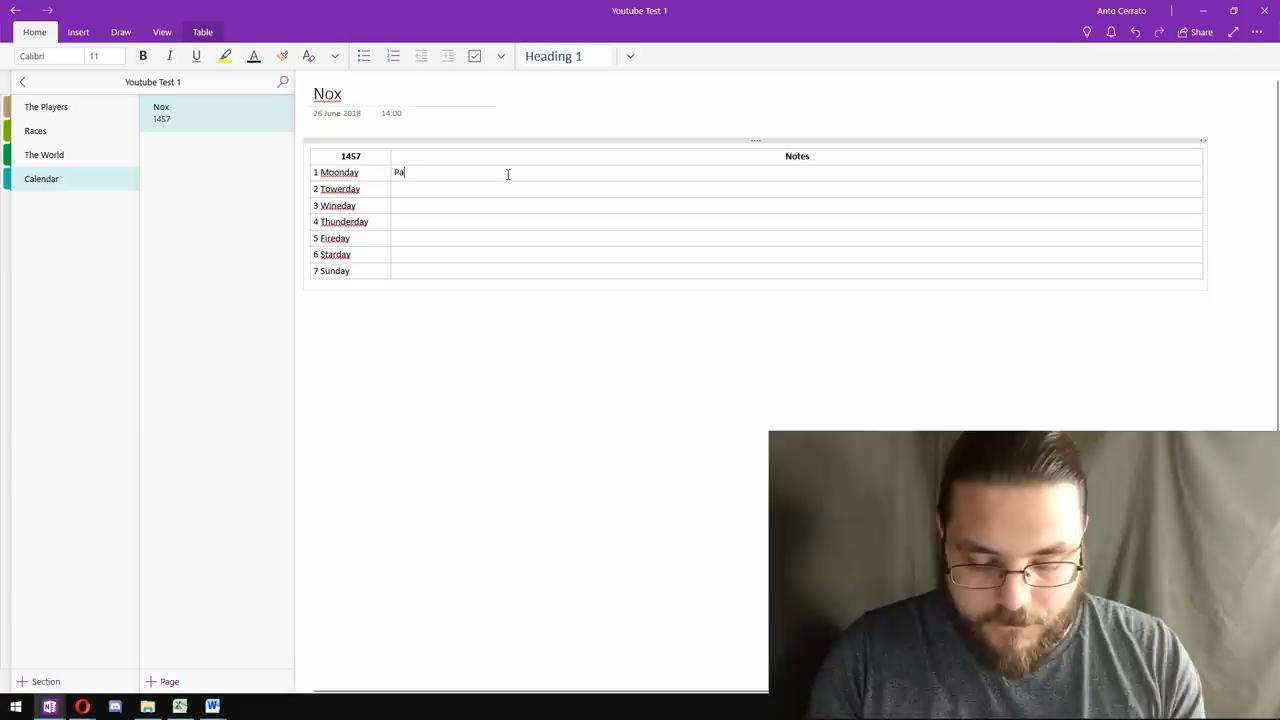 Youtube Test 1
Anto Cerrato
Home Insert Draw View Table
Share
Calibri 11 B I U A A Heading 1
Youtube Test 1
The Players
Races
The World
Calendar
Nox
1457
Nox
26 June 2018 14:00
1457 Notes
1 Moonday Pa
2 Towerday
3 Wineday
4 Thunderday
5 Fireday
6 Starday
7 Sunday
+ Section
+ Page